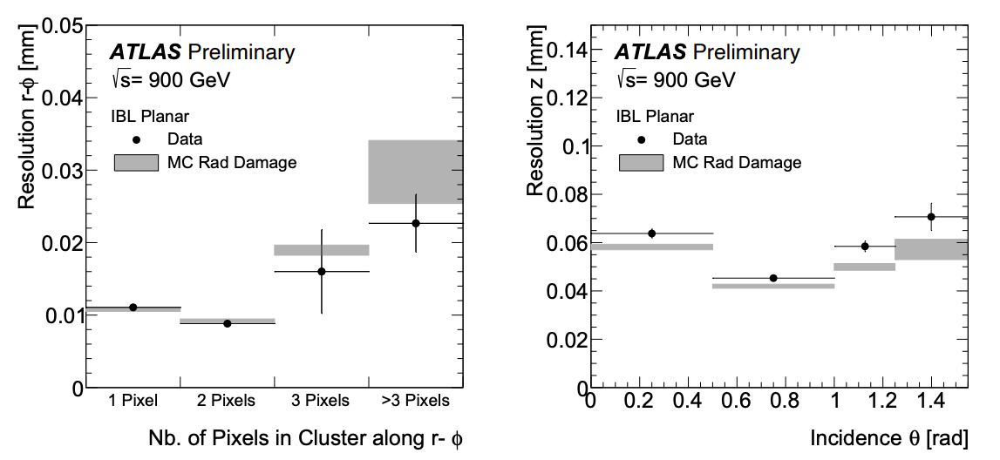 0.05
0.04
0.03
0.02
0.01
0
Resolution r-ϕ [mm]
ATLAS Preliminary
√s= 900 GeV
IBL Planar
Data
MC Rad Damage
1 Pixel
2 Pixels
3 Pixels
>3 Pixels
Nb. of Pixels in Cluster along r- ϕ
0.14
0.12
0.1
0.08
0.06
0.04
0.02
0
Resolution z [mm]
ATLAS Preliminary
√s= 900 GeV
IBL Planar
Data
MC Rad Damage
0 0.2 0.4 0.6 0.8 1 1.2 1.4
Incidence θ [rad]